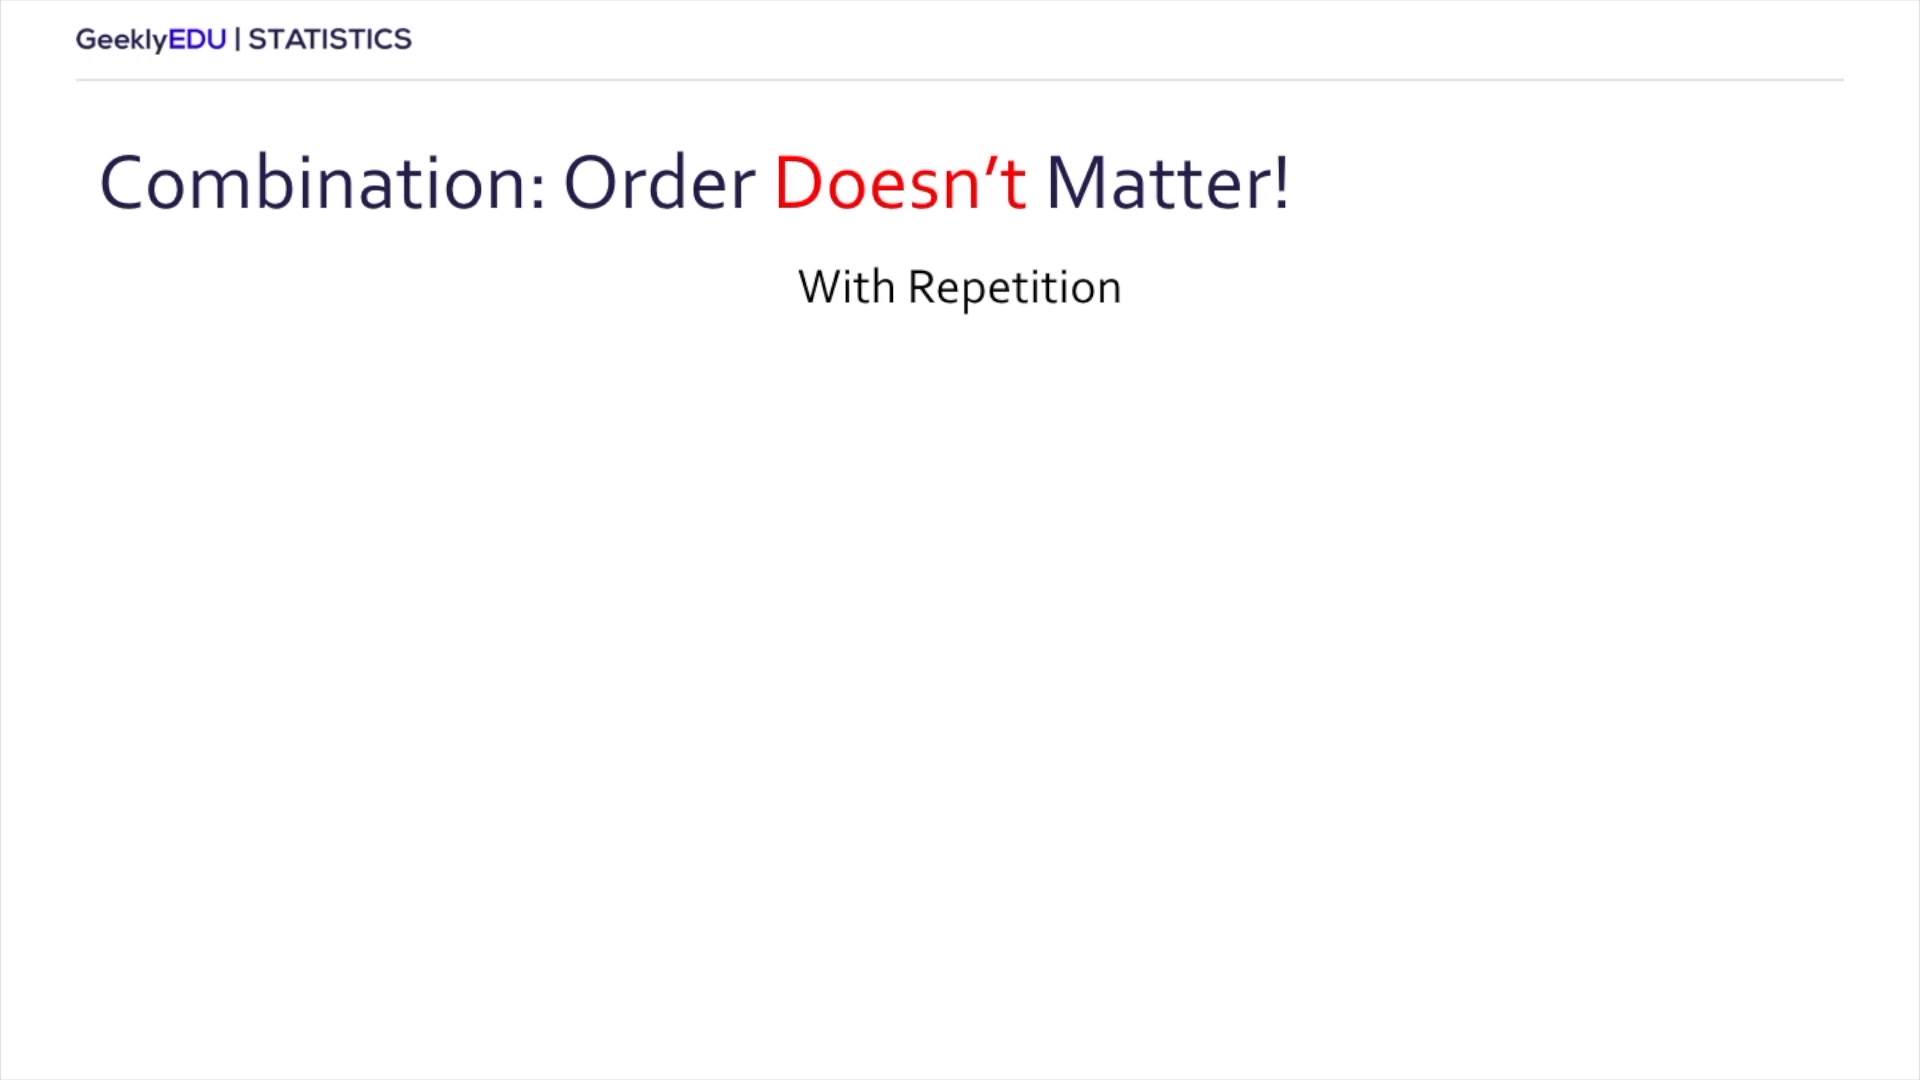 GeeklyEDU | STATISTICS
Combination: Order Doesn’t Matter!
With Repetition